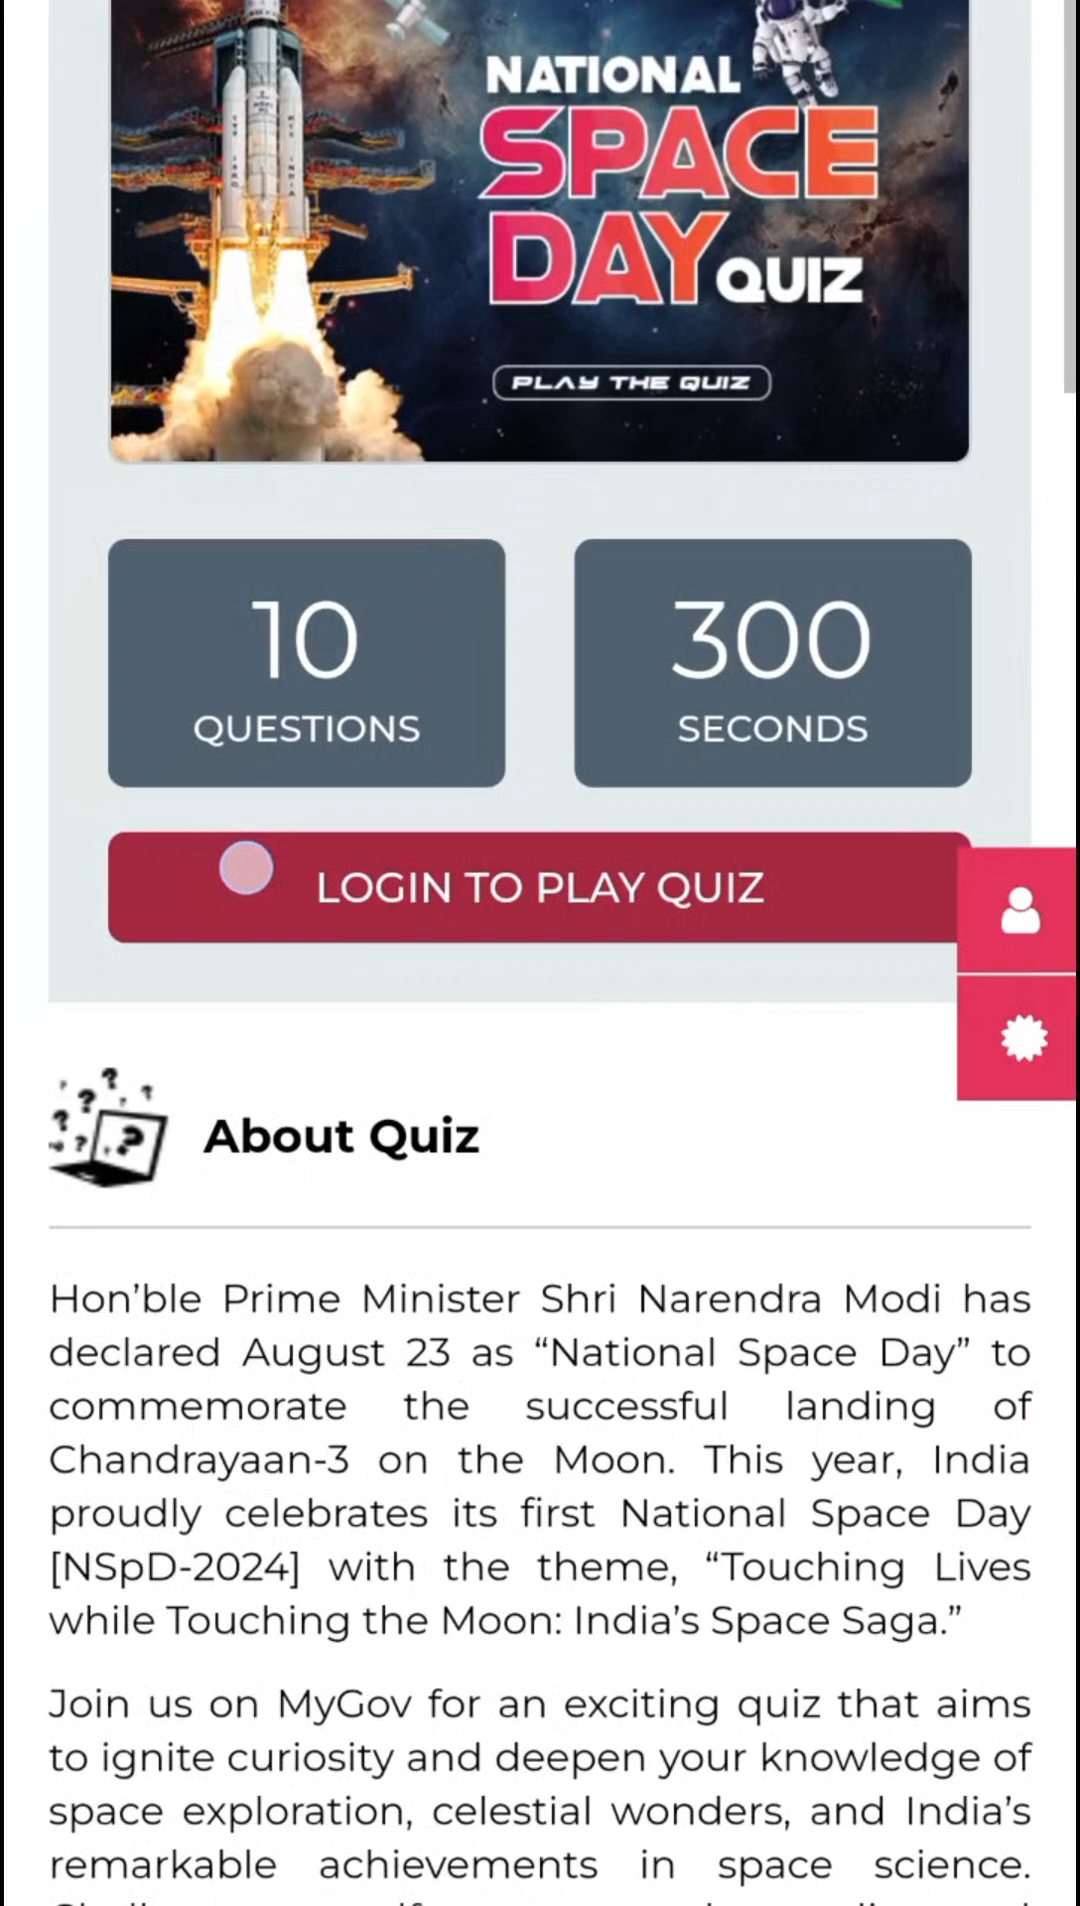 NATIONAL
SPACE
DAY QUIZ
PLAY THE QUIZ
10
QUESTIONS
300
SECONDS
LOGIN TO PLAY QUIZ
About Quiz
Hon’ble Prime Minister Shri Narendra Modi has
declared August 23 as “National Space Day” to
commemorate the successful landing of
Chandrayaan-3 on the Moon. This year, India
proudly celebrates its first National Space Day
[NSpD-2024] with the theme, “Touching Lives
while Touching the Moon: India’s Space Saga.”
Join us on MyGov for an exciting quiz that aims
to ignite curiosity and deepen your knowledge of
space exploration, celestial wonders, and India’s
remarkable achievements in space science.